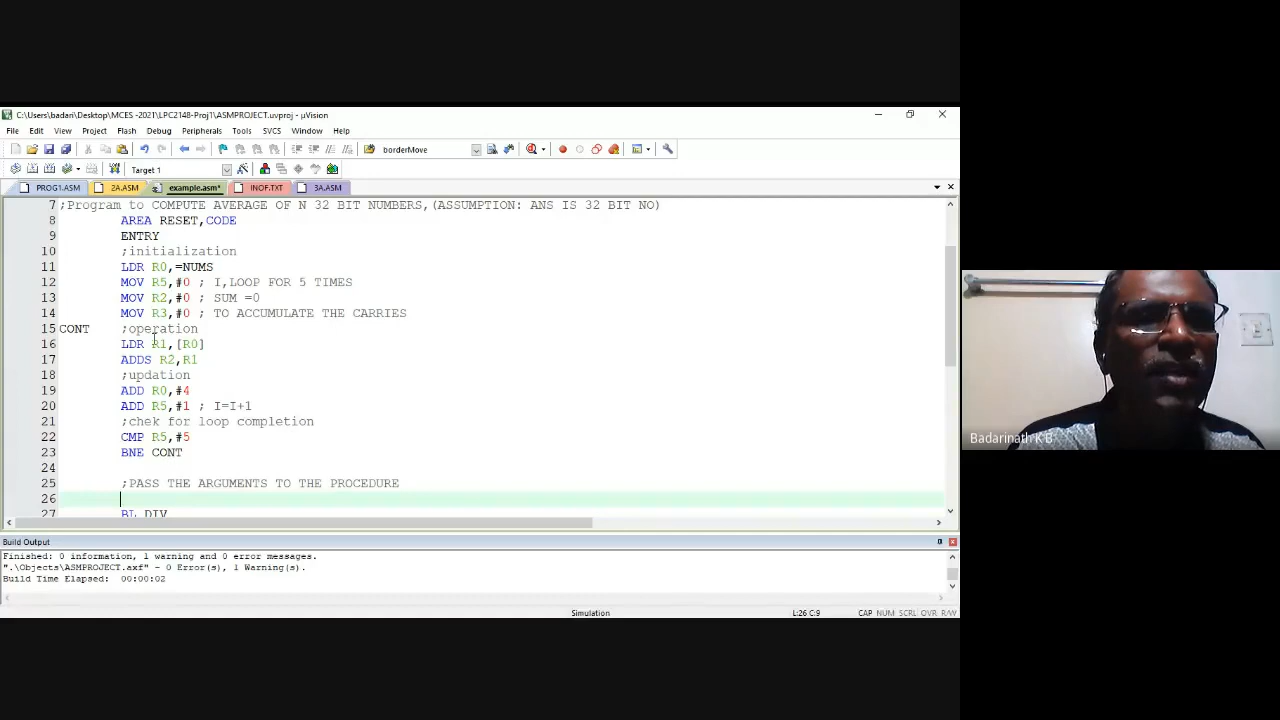 C:\Users\badari\Desktop\MCES -2021\LPC2148-Proj1\ASMPROJECT.uvproj - µVision
File Edit View Project Flash Debug Peripherals Tools SVCS Window Help
borderMove
Target 1
PROG1.ASM 2A.ASM example.asm* INOF.TXT 3A.ASM
7 ;Program to COMPUTE AVERAGE OF N 32 BIT NUMBERS,(ASSUMPTION: ANS IS 32 BIT NO)
8 AREA RESET,CODE
9 ENTRY
10 ;initialization
11 LDR R0,=NUMS
12 MOV R5,#0 ; I,LOOP FOR 5 TIMES
13 MOV R2,#0 ; SUM =0
14 MOV R3,#0 ; TO ACCUMULATE THE CARRIES
15 CONT ;operation
16 LDR R1,[R0]
17 ADDS R2,R1
18 ;updation
19 ADD R0,#4
20 ADD R5,#1 ; I=I+1
21 ;chek for loop completion
22 CMP R5,#5
23 BNE CONT
24
25 ;PASS THE ARGUMENTS TO THE PROCEDURE
26
27 BL DIV
Build Output
Finished: 0 information, 1 warning and 0 error messages.
".\Objects\ASMPROJECT.axf" - 0 Error(s), 1 Warning(s).
Build Time Elapsed: 00:00:02
Simulation L:26 C:9 CAP NUM SCRL OVR R/W
Badarinath K B